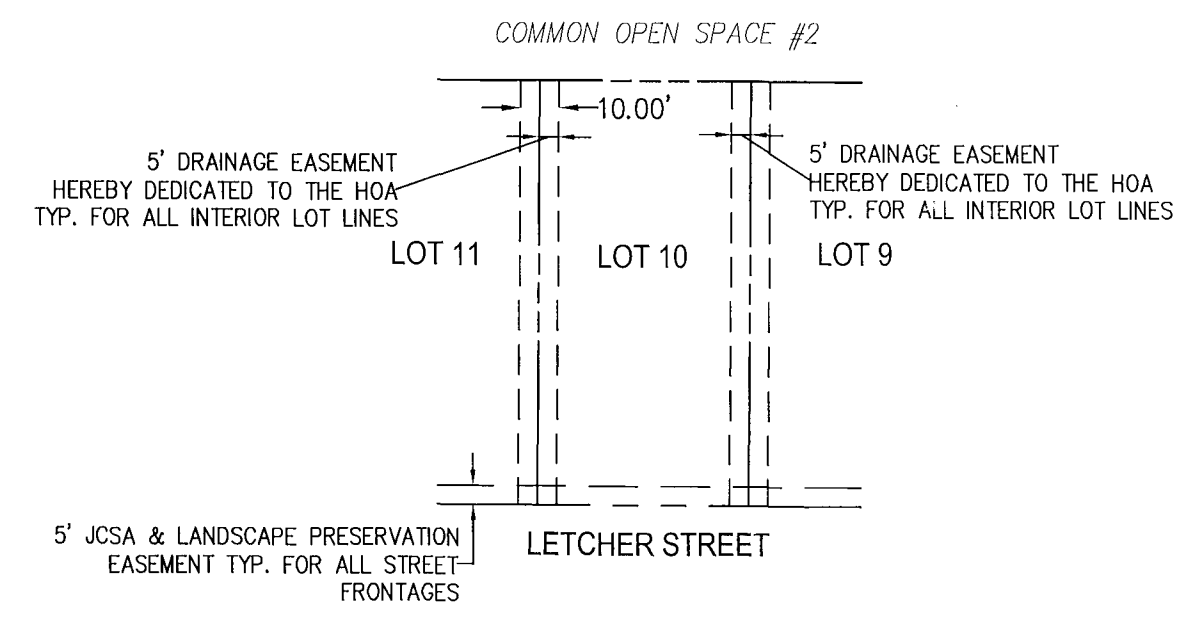 COMMON OPEN SPACE #2
10.00'
5' DRAINAGE EASEMENT
HEREBY DEDICATED TO THE HOA
TYP. FOR ALL INTERIOR LOT LINES
5' DRAINAGE EASEMENT
HEREBY DEDICATED TO THE HOA
TYP. FOR ALL INTERIOR LOT LINES
LOT 11
LOT 10
LOT 9
5' JCSA & LANDSCAPE PRESERVATION
EASEMENT TYP. FOR ALL STREET
FRONTAGES
LETCHER STREET